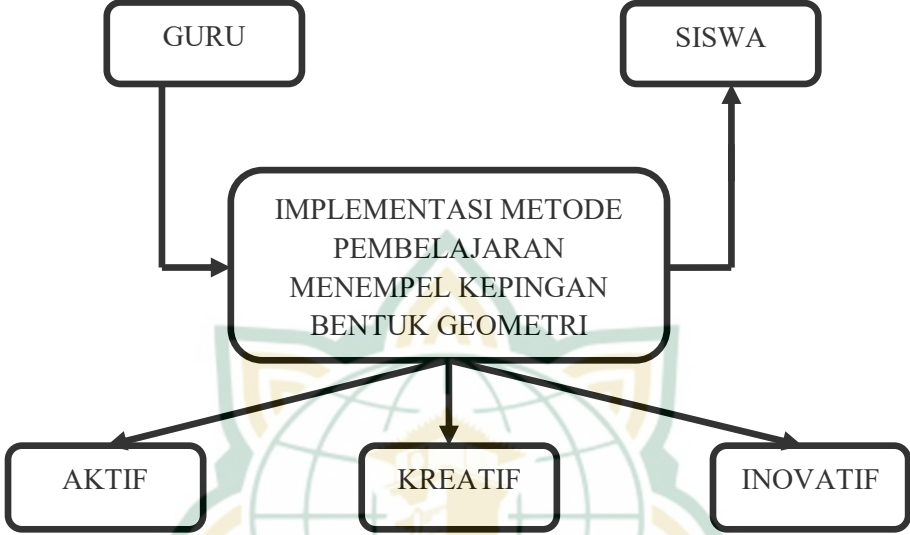 GURU
SISWA
IMPLEMENTASI METODE
PEMBELAJARAN
MENEMPEL KEPINGAN
BENTUK GEOMETRI
AKTIF
KREATIF
INOVATIF